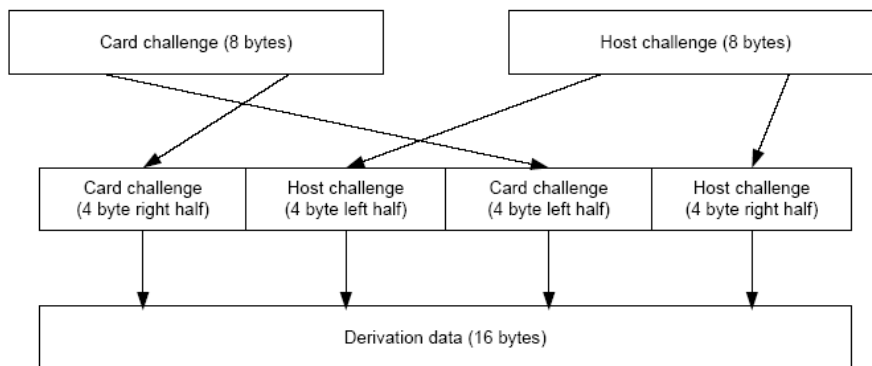 Card challenge (8 bytes)
Host challenge (8 bytes)
Card challenge
(4 byte right half)
Host challenge
(4 byte left half)
Card challenge
(4 byte left half)
Host challenge
(4 byte right half)
Derivation data (16 bytes)